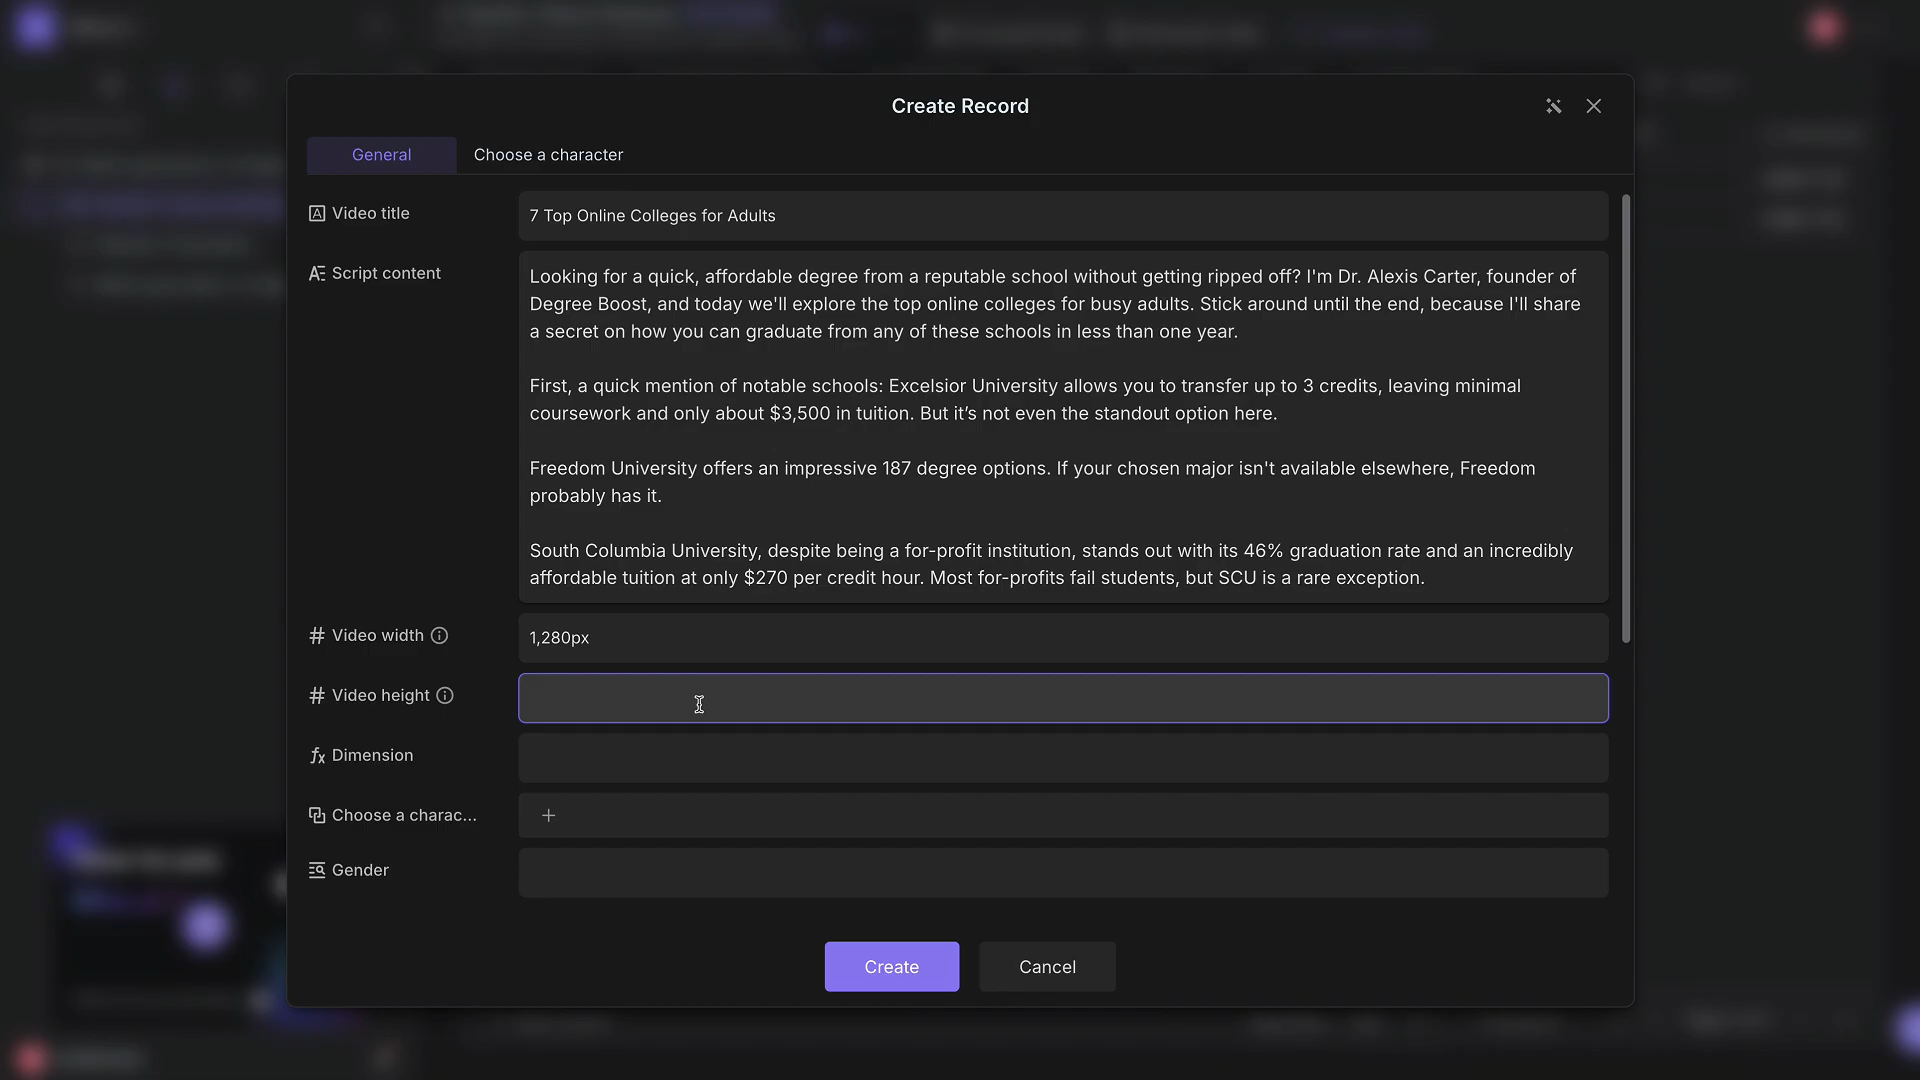 Create Record
General
Choose a character
Video title
7 Top Online Colleges for Adults
Script content
Looking for a quick, affordable degree from a reputable school without getting ripped off? I'm Dr. Alexis Carter, founder of
Degree Boost, and today we'll explore the top online colleges for busy adults. Stick around until the end, because I'll share
a secret on how you can graduate from any of these schools in less than one year.
First, a quick mention of notable schools: Excelsior University allows you to transfer up to 3 credits, leaving minimal
coursework and only about $3,500 in tuition. But it’s not even the standout option here.
Freedom University offers an impressive 187 degree options. If your chosen major isn't available elsewhere, Freedom
probably has it.
South Columbia University, despite being a for-profit institution, stands out with its 46% graduation rate and an incredibly
affordable tuition at only $270 per credit hour. Most for-profits fail students, but SCU is a rare exception.
Video width
1,280px
Video height
Dimension
Choose a charac...
Gender
Create
Cancel